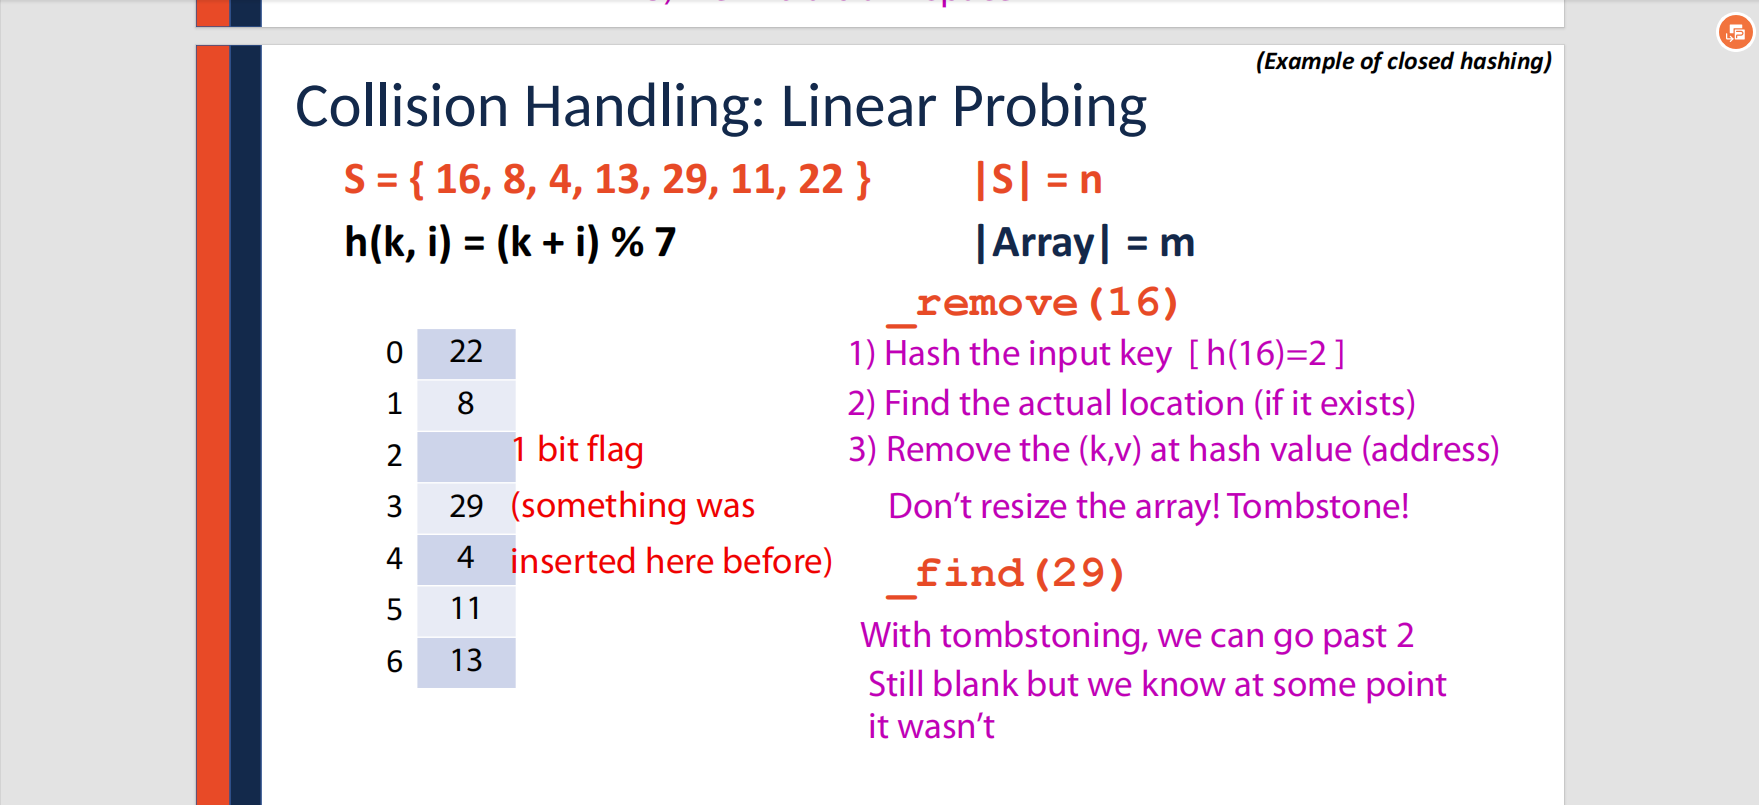 (Example of closed hashing)
Collision Handling: Linear Probing
S = { 16, 8, 4, 13, 29, 11, 22 }
|S| = n
h(k, i) = (k + i) % 7
|Array| = m
_remove(16)
1) Hash the input key [ h(16)=2 ]
2) Find the actual location (if it exists)
3) Remove the (k,v) at hash value (address)
Don’t resize the array! Tombstone!
_find(29)
With tombstoning, we can go past 2
Still blank but we know at some point
it wasn’t
0 22
1 8
2
3 29
4 4
5 11
6 13
1 bit flag
(something was
inserted here before)